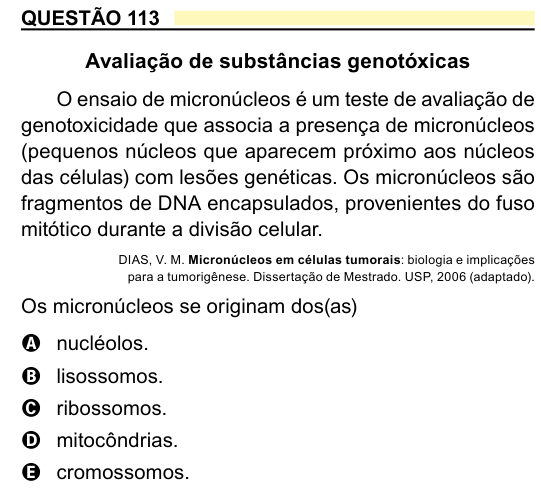 QUESTÃO 113
Avaliação de substâncias genotóxicas
O ensaio de micronúcleos é um teste de avaliação de
genotoxicidade que associa a presença de micronúcleos
(pequenos núcleos que aparecem próximo aos núcleos
das células) com lesões genéticas. Os micronúcleos são
fragmentos de DNA encapsulados, provenientes do fuso
mitótico durante a divisão celular.
DIAS, V. M. Micronúcleos em células tumorais: biologia e implicações
para a tumorigênese. Dissertação de Mestrado. USP, 2006 (adaptado).
Os micronúcleos se originam dos(as)
A nucléolos.
B lisossomos.
C ribossomos.
D mitocôndrias.
E cromossomos.